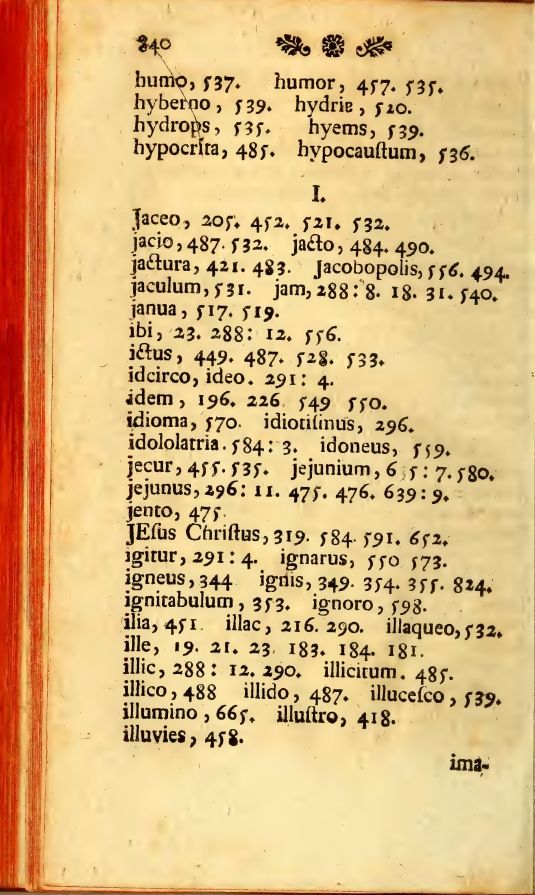 840
humo, 537. humor, 457. 535.
hyberno, 539. hydrie, 520.
hydrops, 535. hyems, 539.
hypocrita, 485. hypocauſtum, 536.
I.
Jaceo, 205. 452. 521. 532.
jacio, 487. 532. jacto, 484. 490.
jactura, 421. 483. Jacobopolis, 556. 494.
jaculum, 531. jam, 288: 8. 18. 31. 540.
janua, 517. 519.
ibi, 23. 288: 12. 556.
ictus, 449. 487. 528. 533.
idcirco, ideo. 291: 4.
idem, 196. 226 549 550.
idioma, 570. idiotiſmus, 296.
idololatria. 584: 3. idoneus, 559.
jecur, 455. 535. jejunium, 655: 7. 580.
jejunus, 296: 11. 475. 476. 639: 9.
jento, 475.
JEſus Chriſtus, 319. 584. 591. 652.
igitur, 291: 4. ignarus, 550 573.
igneus, 344 ignis, 349. 354. 355. 824.
ignitabulum, 353. ignoro, 598.
ilia, 451. illac, 216. 290. illaqueo, 532.
ille, 19. 21. 23. 183. 184. 181.
illic, 288: 12. 290. illicitum. 485.
illico, 488 illido, 487. illuceſco, 539.
illumino, 665. illuſtro, 418.
illuvies, 458.
ima-